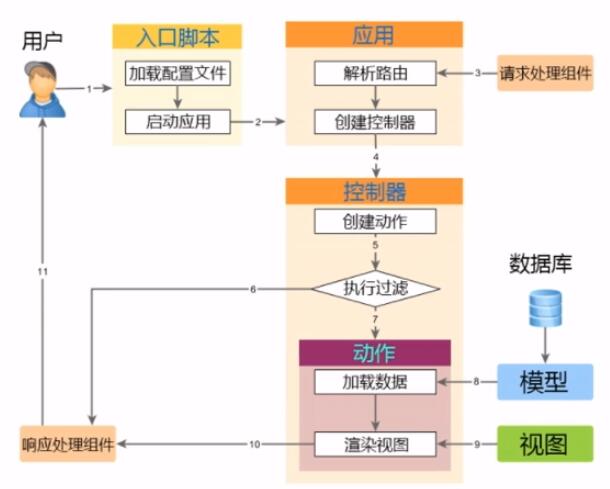 用户
入口脚本
加载配置文件
启动应用
应用
解析路由
创建控制器
请求处理组件
1
2
3
4
控制器
创建动作
5
执行过滤
6
7
动作
加载数据
渲染视图
数据库
模型
8
视图
9
10
响应处理组件
11